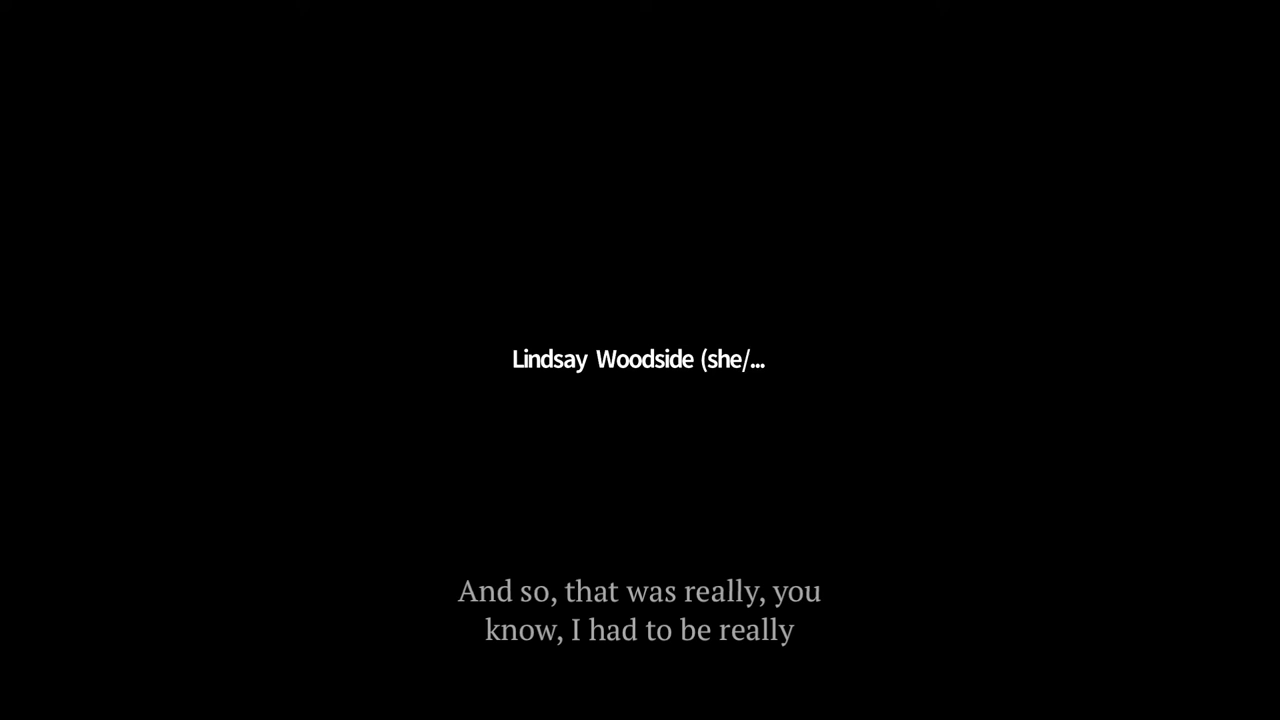 Lindsay Woodside (she/...
And so, that was really, you
know, I had to be really